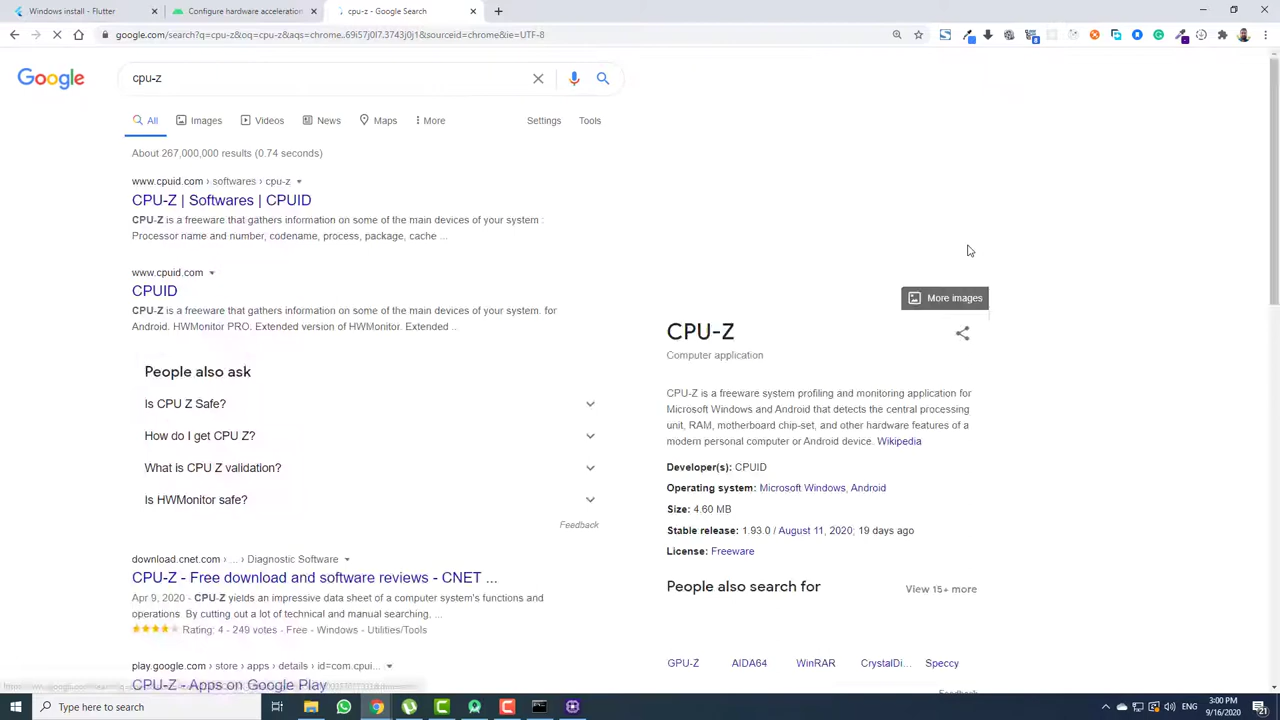 Windows install - Flutter
Configure hardware acceleration
cpu-z - Google Search
google.com/search?q=cpu-z&oq=cpu-z&aqs=chrome..69i57j0l7.3743j0j1&sourceid=chrome&ie=UTF-8
Google
cpu-z
All
Images
Videos
News
Maps
More
Settings
Tools
About 267,000,000 results (0.74 seconds)
www.cpuid.com › softwares › cpu-z
CPU-Z | Softwares | CPUID
CPU-Z is a freeware that gathers information on some of the main devices of your system :
Processor name and number, codename, process, package, cache ...
www.cpuid.com
CPUID
CPU-Z is a freeware that gathers information on some of the main devices of your system. for
Android. HWMonitor PRO. Extended version of HWMonitor. Extended ..
People also ask
Is CPU Z Safe?
How do I get CPU Z?
What is CPU Z validation?
Is HWMonitor safe?
Feedback
download.cnet.com › ... › Diagnostic Software
CPU-Z - Free download and software reviews - CNET ...
Apr 9, 2020 - CPU-Z yields an impressive data sheet of a computer system's functions and
operations By cutting out a lot of technical and manual searching, ...
Rating: 4 - 249 votes - Free - Windows - Utilities/Tools
play.google.com › store › apps › details › id=com.cpui...
CPU-Z - Apps on Google Play
More images
CPU-Z
Computer application
CPU-Z is a freeware system profiling and monitoring application for
Microsoft Windows and Android that detects the central processing
unit, RAM, motherboard chip-set, and other hardware features of a
modern personal computer or Android device. Wikipedia
Developer(s): CPUID
Operating system: Microsoft Windows, Android
Size: 4.60 MB
Stable release: 1.93.0 / August 11, 2020; 19 days ago
License: Freeware
People also search for
View 15+ more
GPU-Z
AIDA64
WinRAR
CrystalDi...
Speccy
Feedback
Type here to search
ENG
3:00 PM
9/16/2020